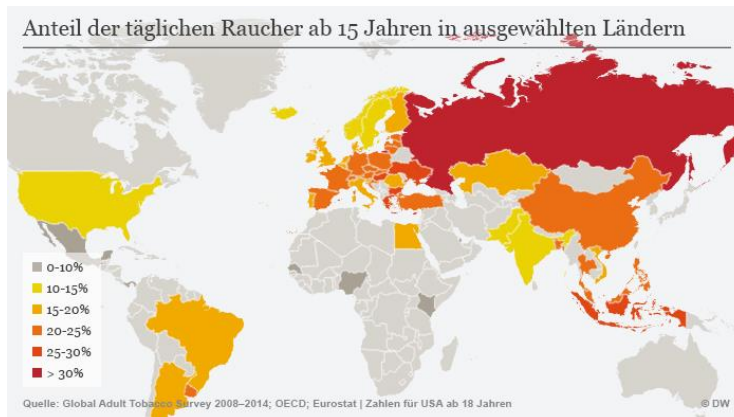 Anteil der täglichen Raucher ab 15 Jahren in ausgewählten Ländern
0-10%
10-15%
15-20%
20-25%
25-30%
> 30%
Quelle: Global Adult Tobacco Survey 2008–2014; OECD; Eurostat | Zahlen für USA ab 18 Jahren
© DW